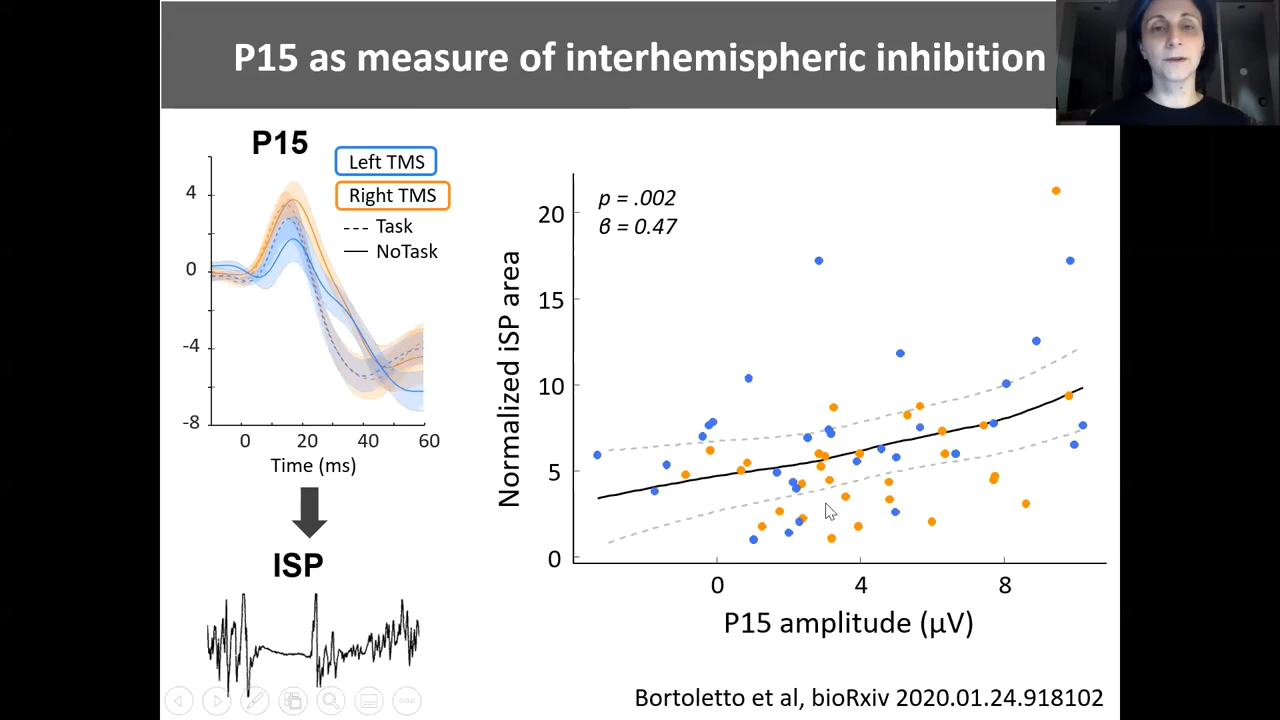 P15 as measure of interhemispheric inhibition
P15
Left TMS
Right TMS
Task
NoTask
4
0
-4
-8
0 20 40 60
Time (ms)
ISP
p = .002
β = 0.47
Normalized iSP area
20
15
10
5
0
0 4 8
P15 amplitude (μV)
Bortoletto et al, bioRxiv 2020.01.24.918102